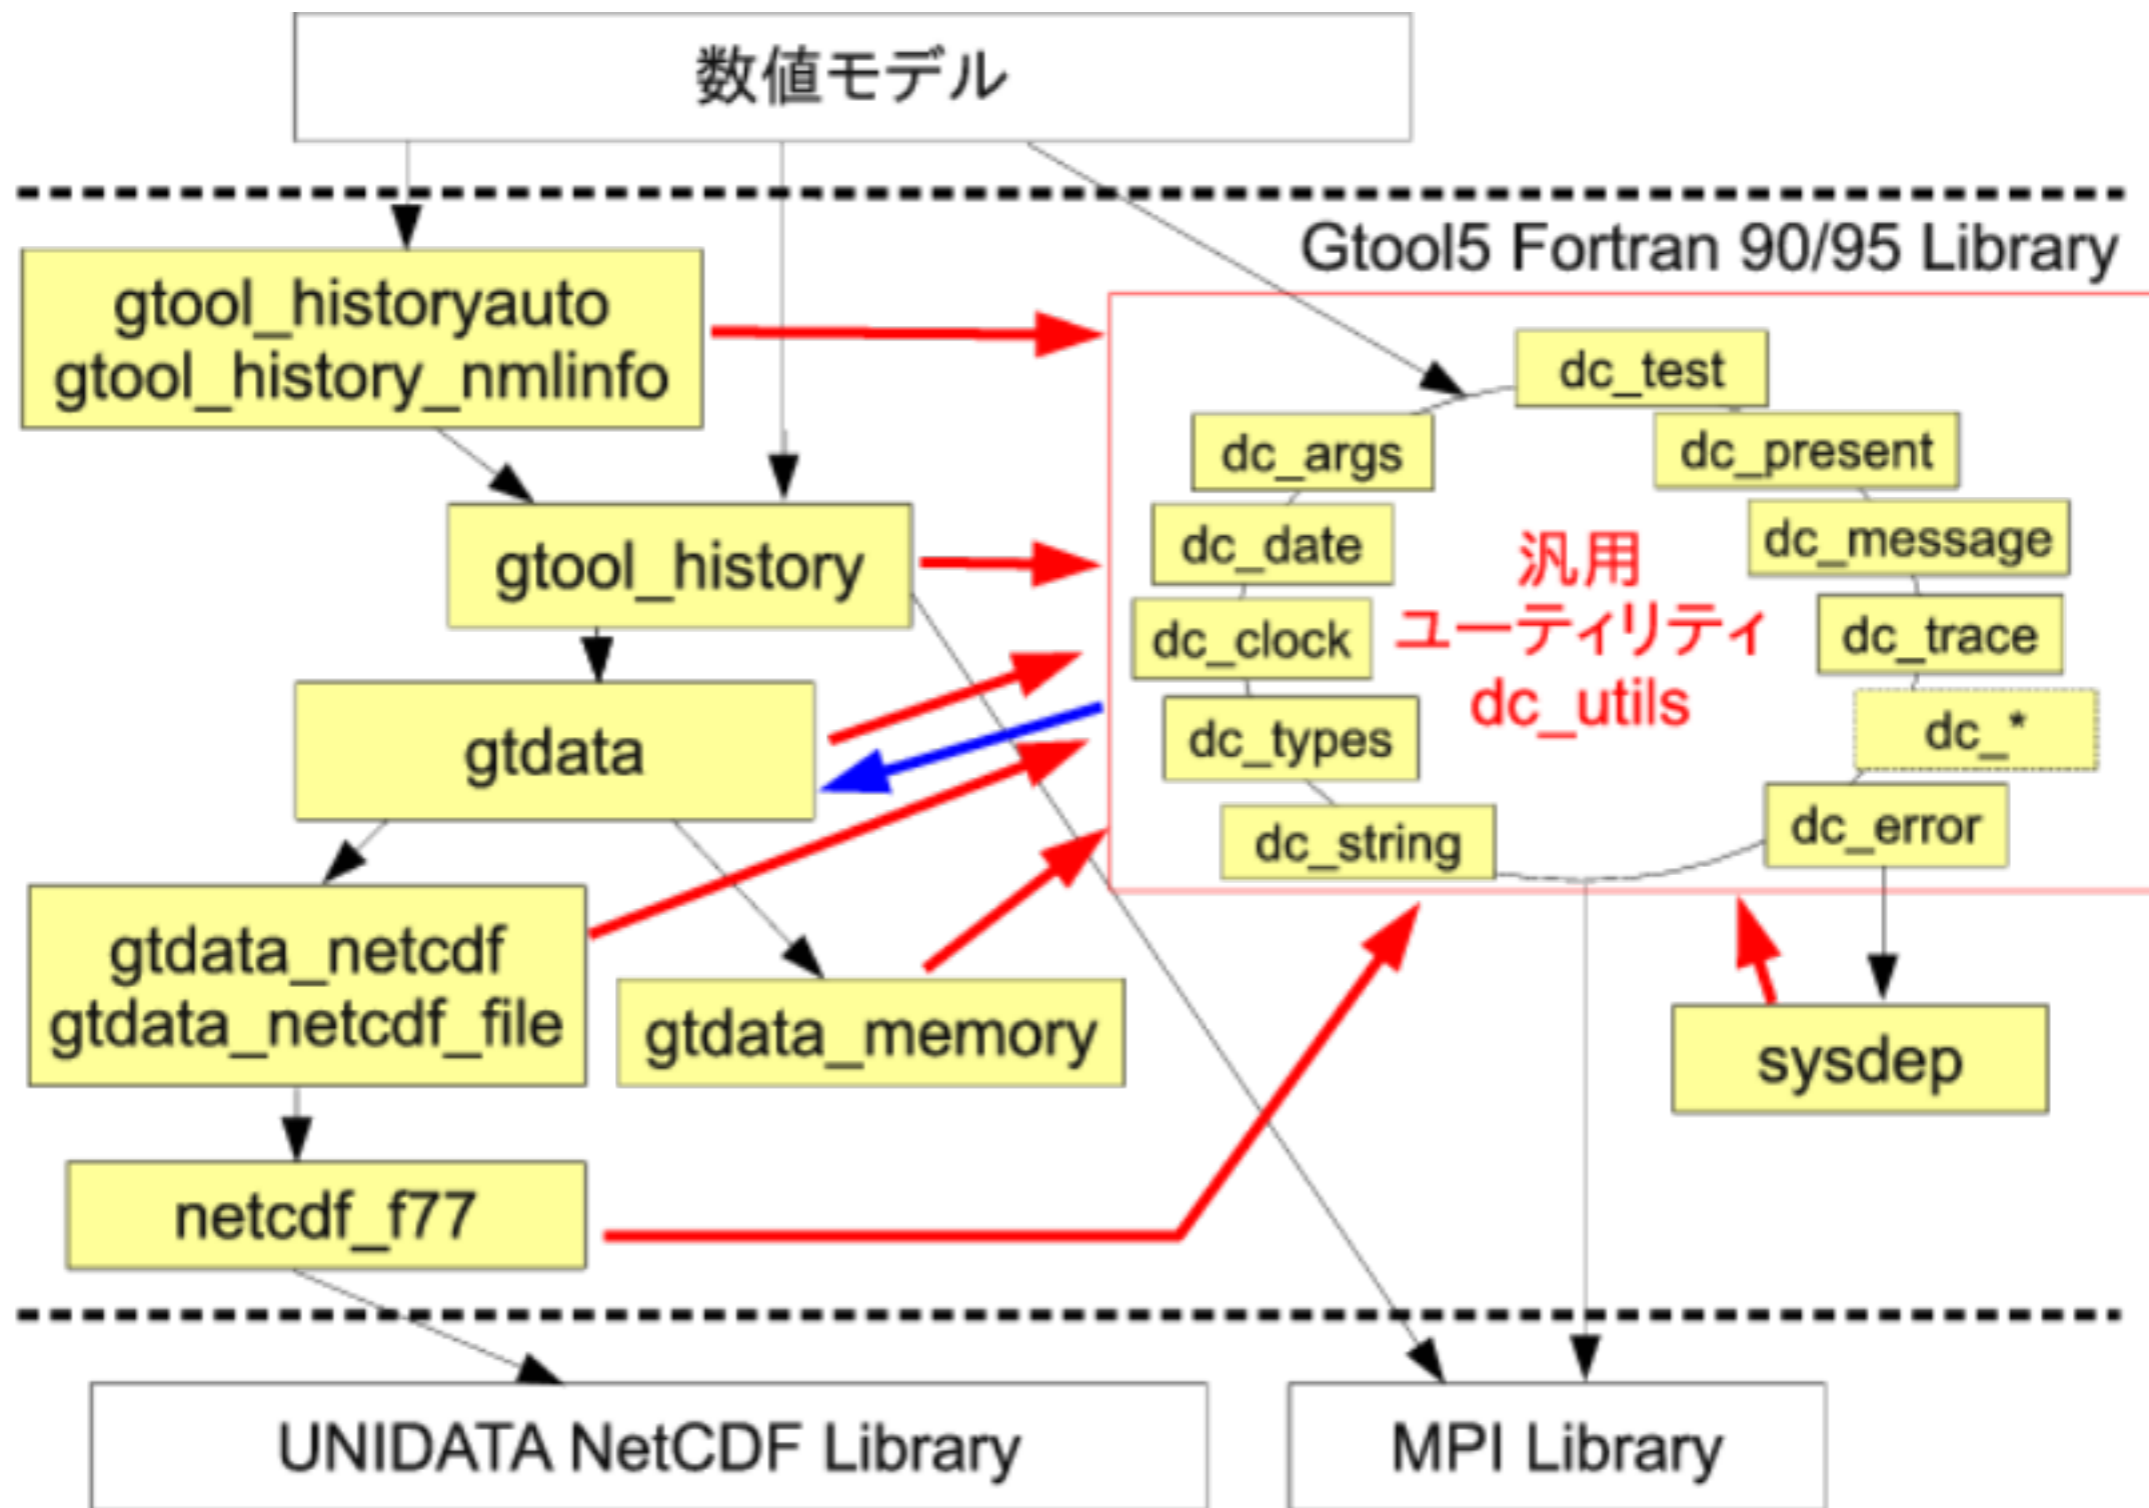 数値モデル
Gtool5 Fortran 90/95 Library
gtool_historyauto
gtool_history_nmlinfo
gtool_history
gtdata
gtdata_netcdf
gtdata_netcdf_file
gtdata_memory
netcdf_f77
dc_test
dc_args
dc_present
dc_date
dc_message
dc_clock
dc_trace
dc_types
dc_*
dc_string
dc_error
汎用
ユーティリティ
dc_utils
sysdep
UNIDATA NetCDF Library
MPI Library